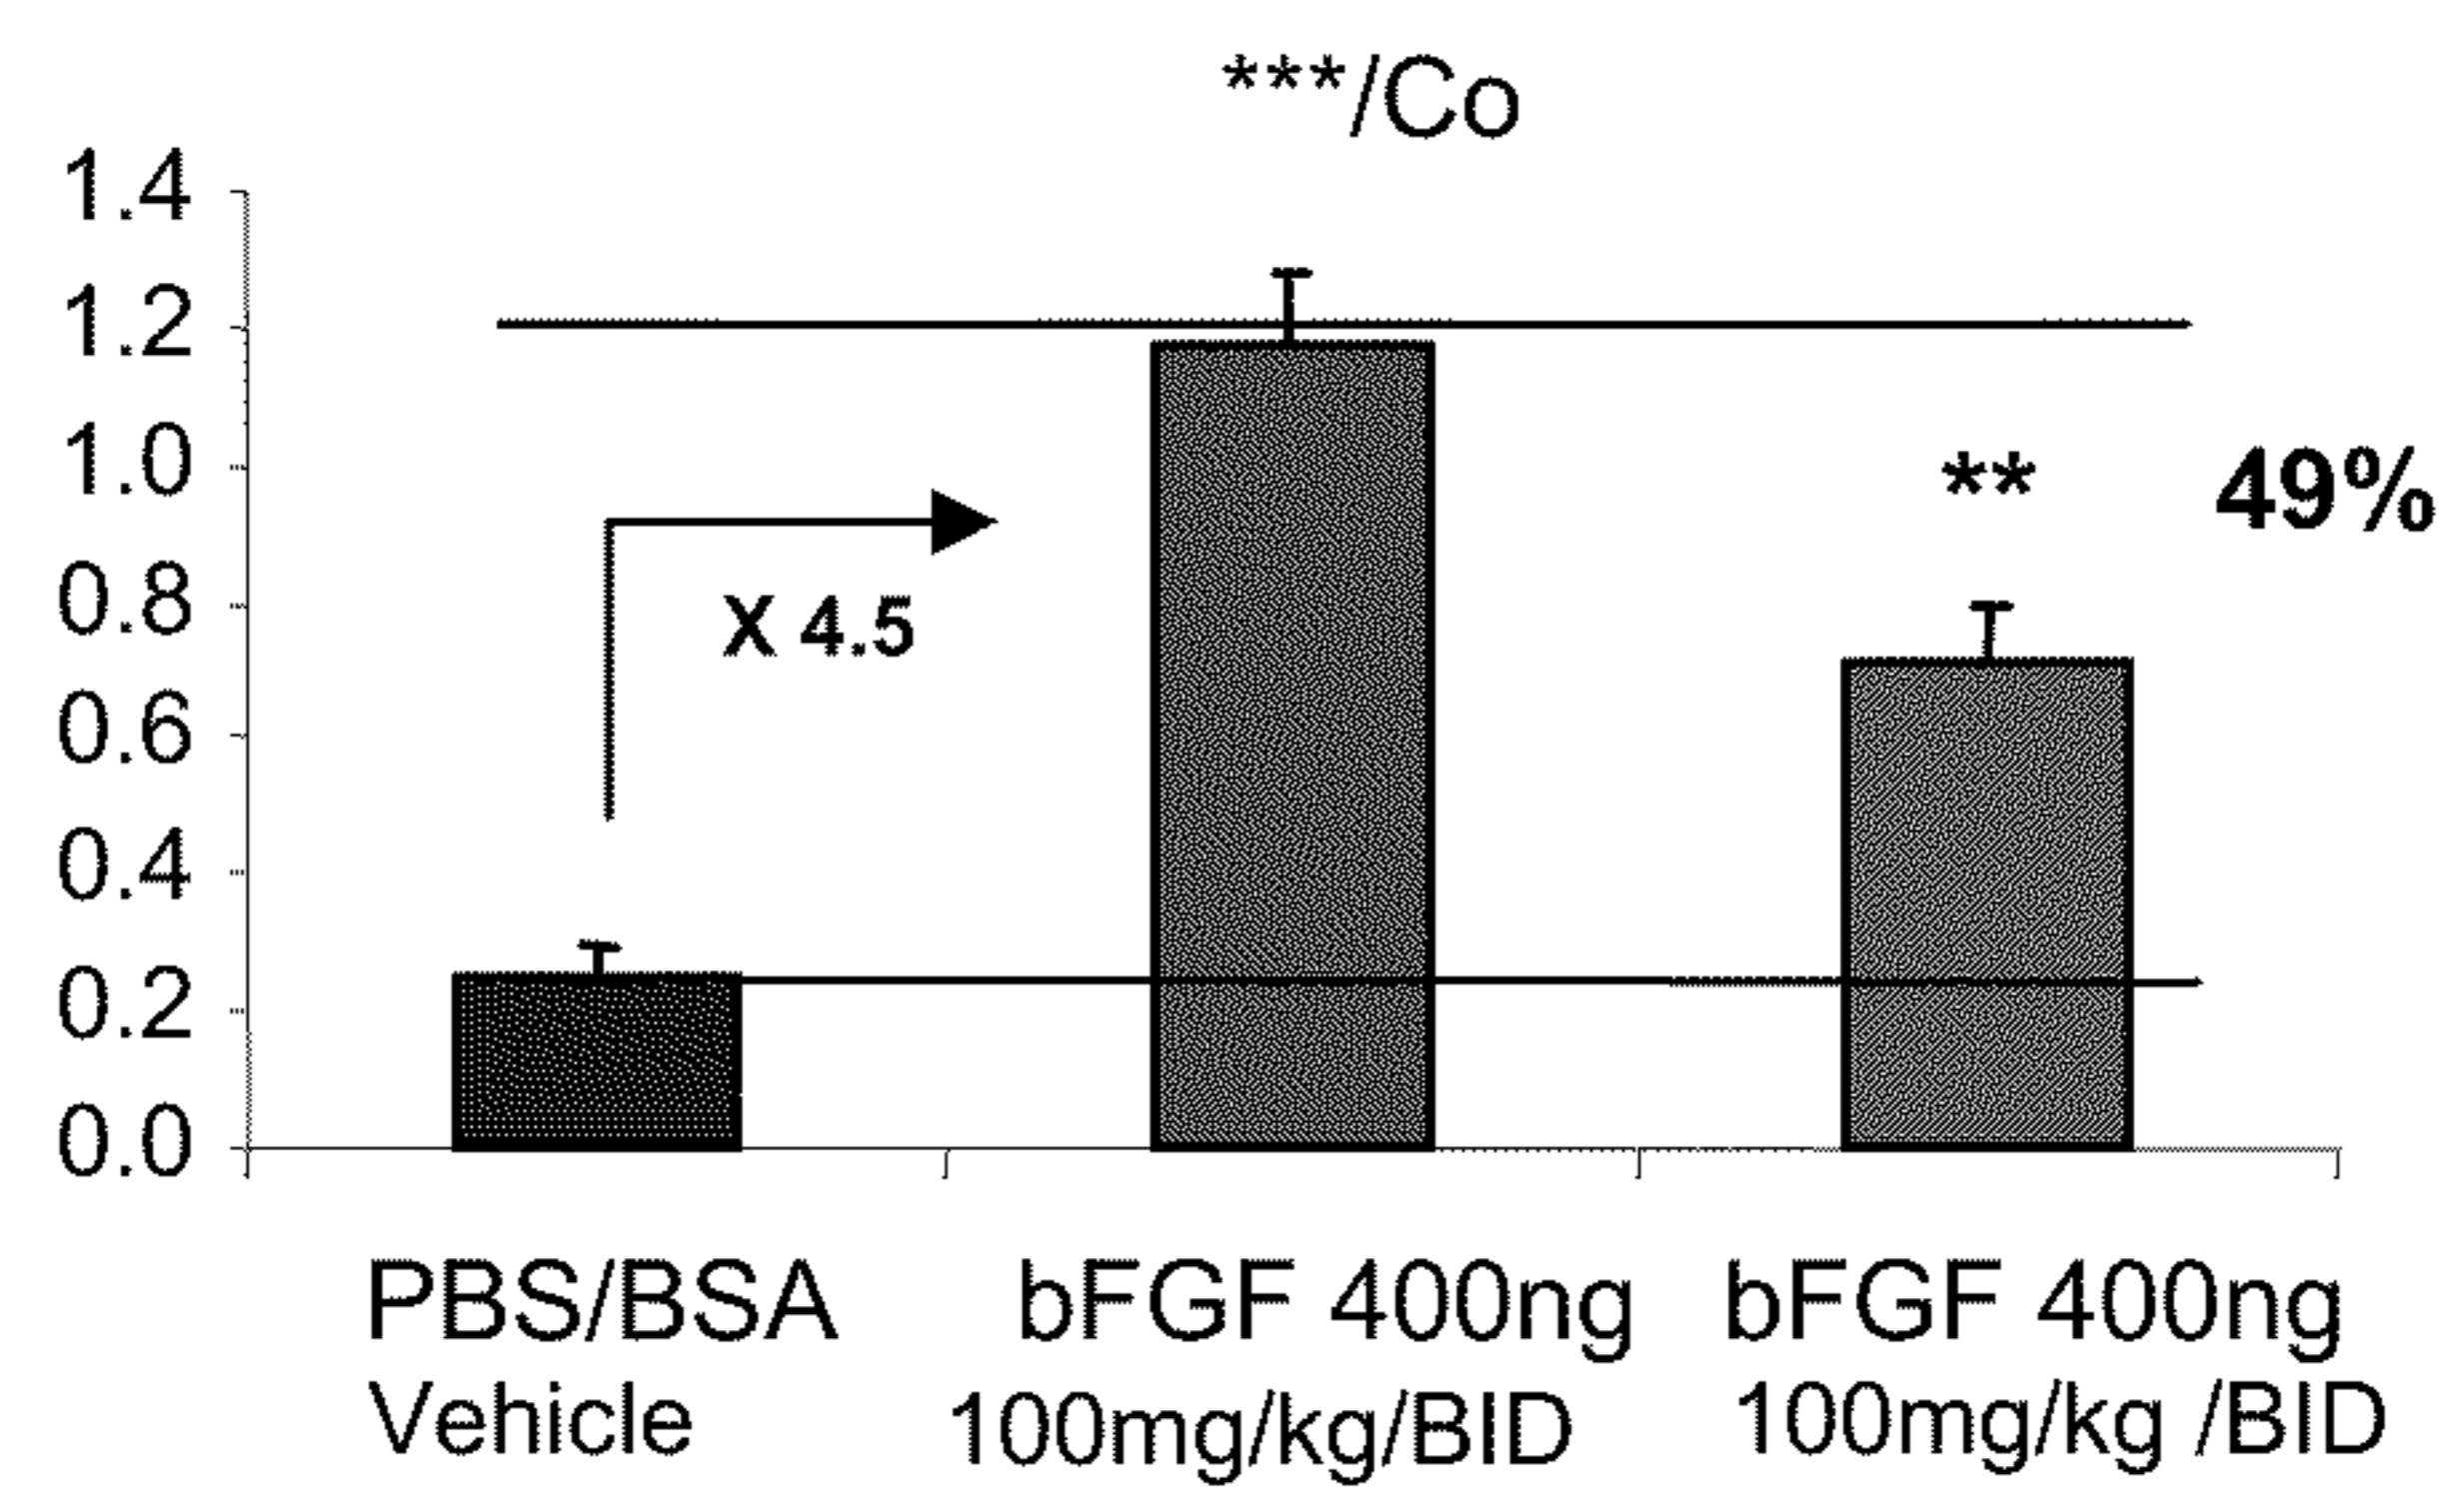 ***/Co
1.4
1.2
1.0
0.8
0.6
0.4
0.2
0.0
X 4.5
** 49%
PBS/BSA
Vehicle
bFGF 400ng
100mg/kg/BID
bFGF 400ng
100mg/kg /BID